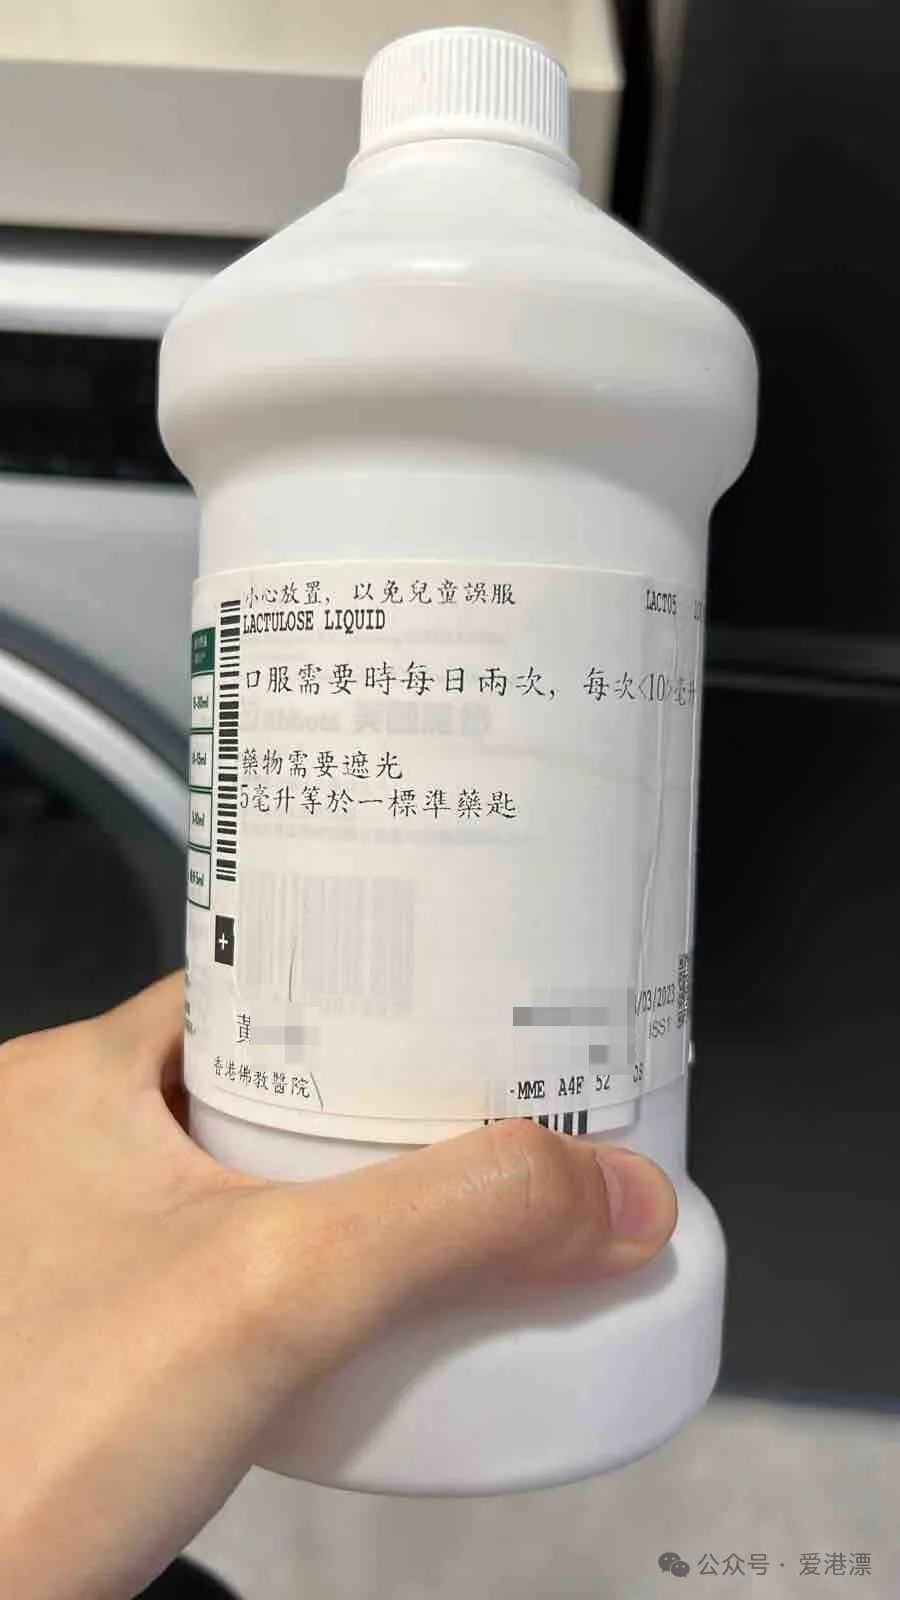 小心放置，以免兒童誤服
LACTULOSE LIQUID
LACT05
口服需要時每日兩次，每次<10>毫升
藥物需要遮光
5毫升等於一標準藥匙
+
黃
/03/2023
香港佛教醫院
-MME A4F 52
公众号 · 爱港漂